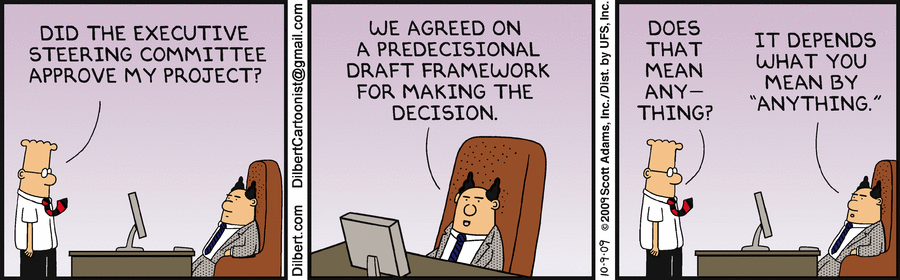 DID THE EXECUTIVE
STEERING COMMITTEE
APPROVE MY PROJECT?
Dilbert.com DilbertCartoonist@gmail.com
WE AGREED ON
A PREDECISIONAL
DRAFT FRAMEWORK
FOR MAKING THE
DECISION.
10-9-09 ©2009 Scott Adams, Inc./Dist. by UFS, Inc.
DOES
THAT
MEAN
ANY–
THING?
IT DEPENDS
WHAT YOU
MEAN BY
“ANYTHING.”